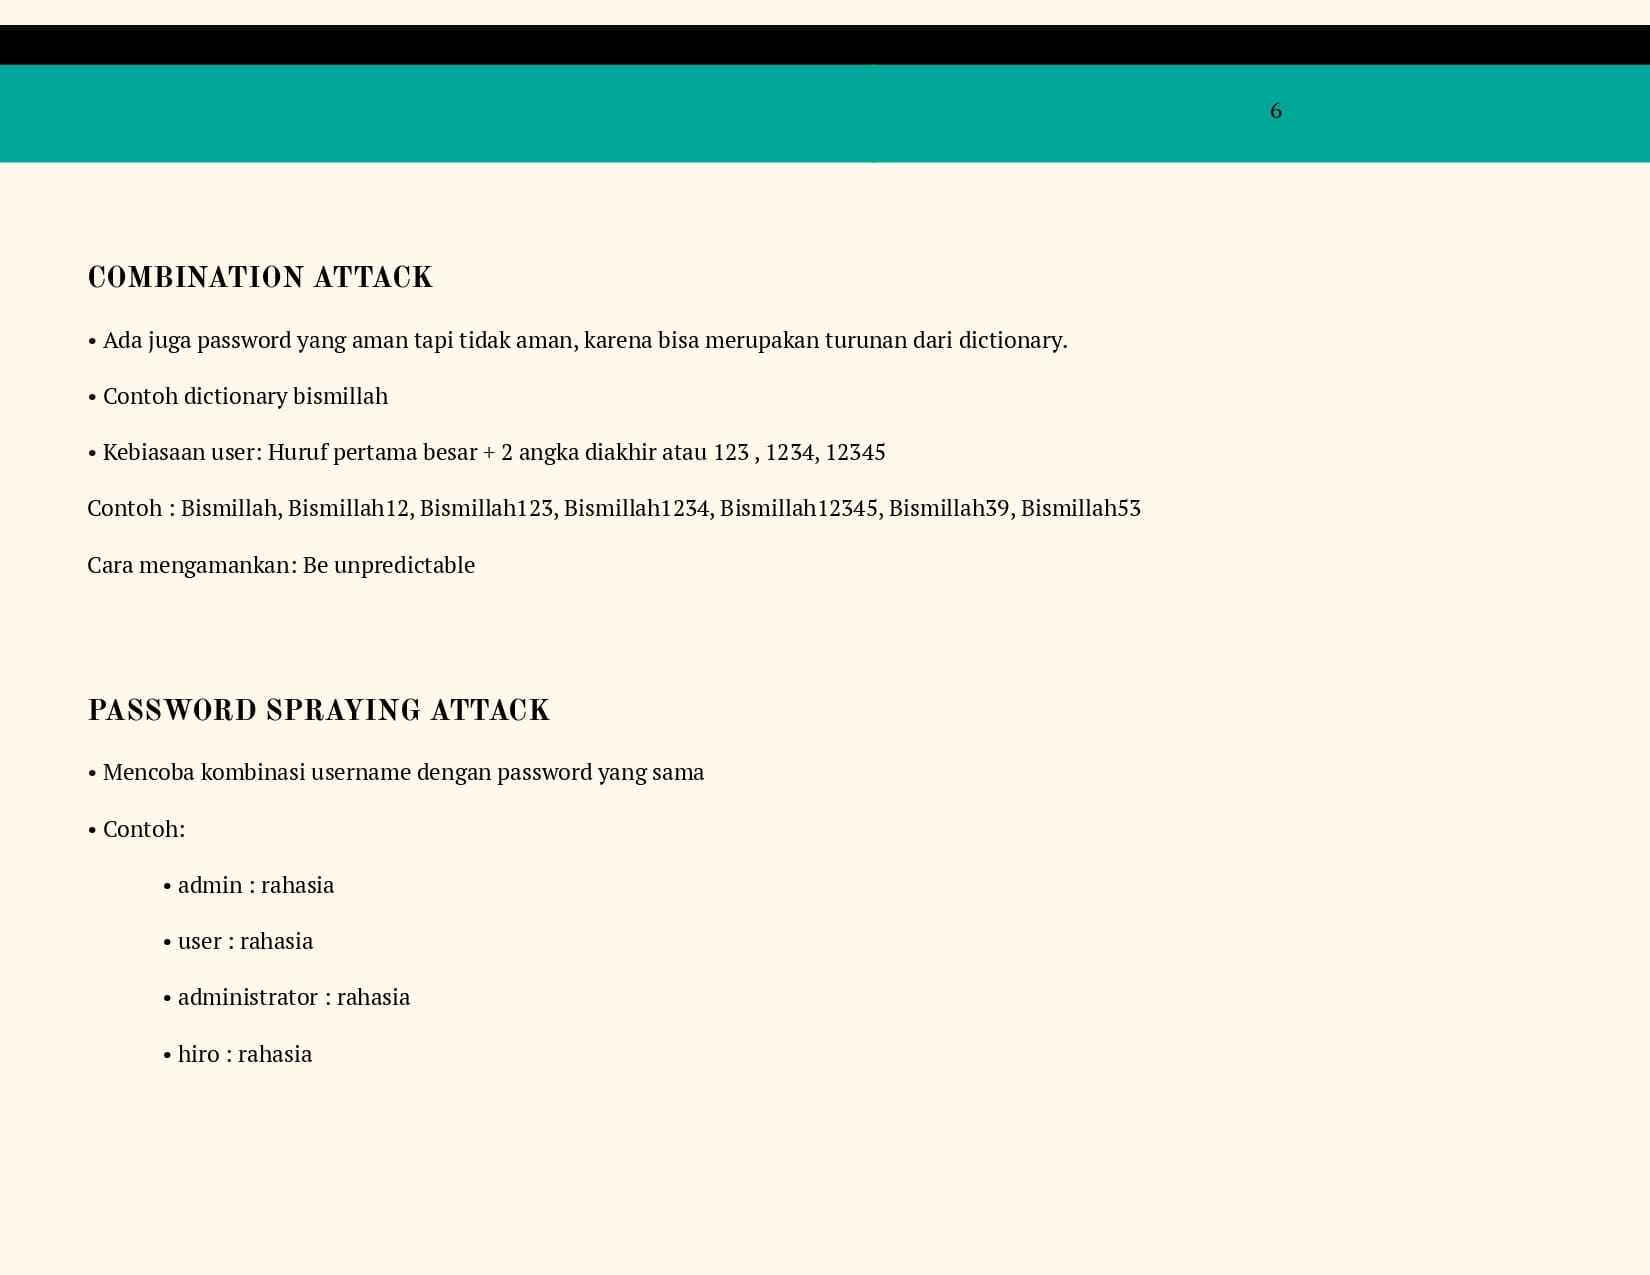 6
COMBINATION ATTACK
• Ada juga password yang aman tapi tidak aman, karena bisa merupakan turunan dari dictionary.
• Contoh dictionary bismillah
• Kebiasaan user: Huruf pertama besar + 2 angka diakhir atau 123 , 1234, 12345
Contoh : Bismillah, Bismillah12, Bismillah123, Bismillah1234, Bismillah12345, Bismillah39, Bismillah53
Cara mengamankan: Be unpredictable
PASSWORD SPRAYING ATTACK
• Mencoba kombinasi username dengan password yang sama
• Contoh:
• admin : rahasia
• user : rahasia
• administrator : rahasia
• hiro : rahasia